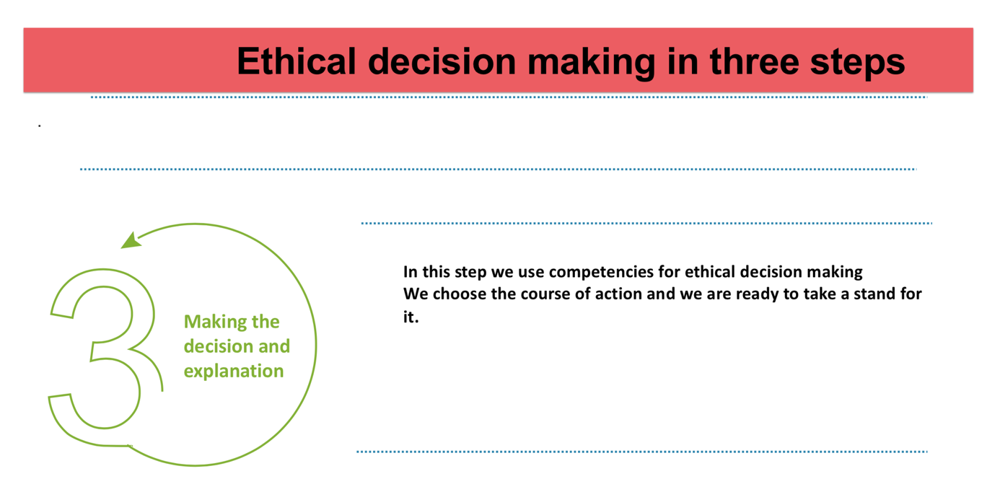 Ethical decision making in three steps
.
3
Making the
decision and
explanation
In this step we use competencies for ethical decision making
We choose the course of action and we are ready to take a stand for
it.